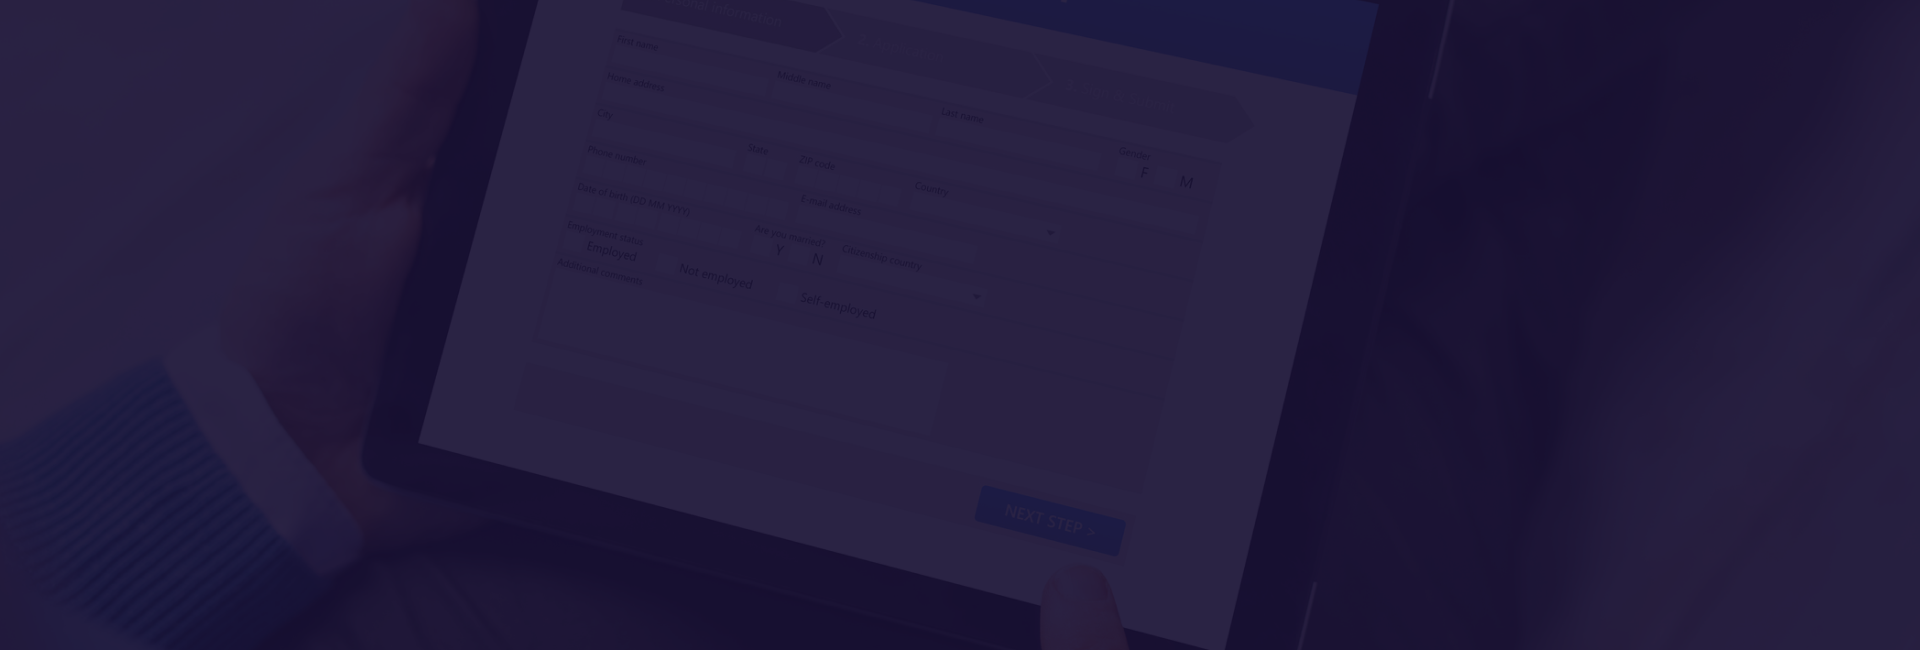 information
First name
Middle name
Last name
Gender
F M
Home address
City
State
ZIP code
Country
Phone number
E-mail address
Date of birth (DD MM YYYY)
Are you married?
Y N
Citizenship country
Employment status
Employed
Not employed
Self-employed
Additional comments
NEXT STEP >